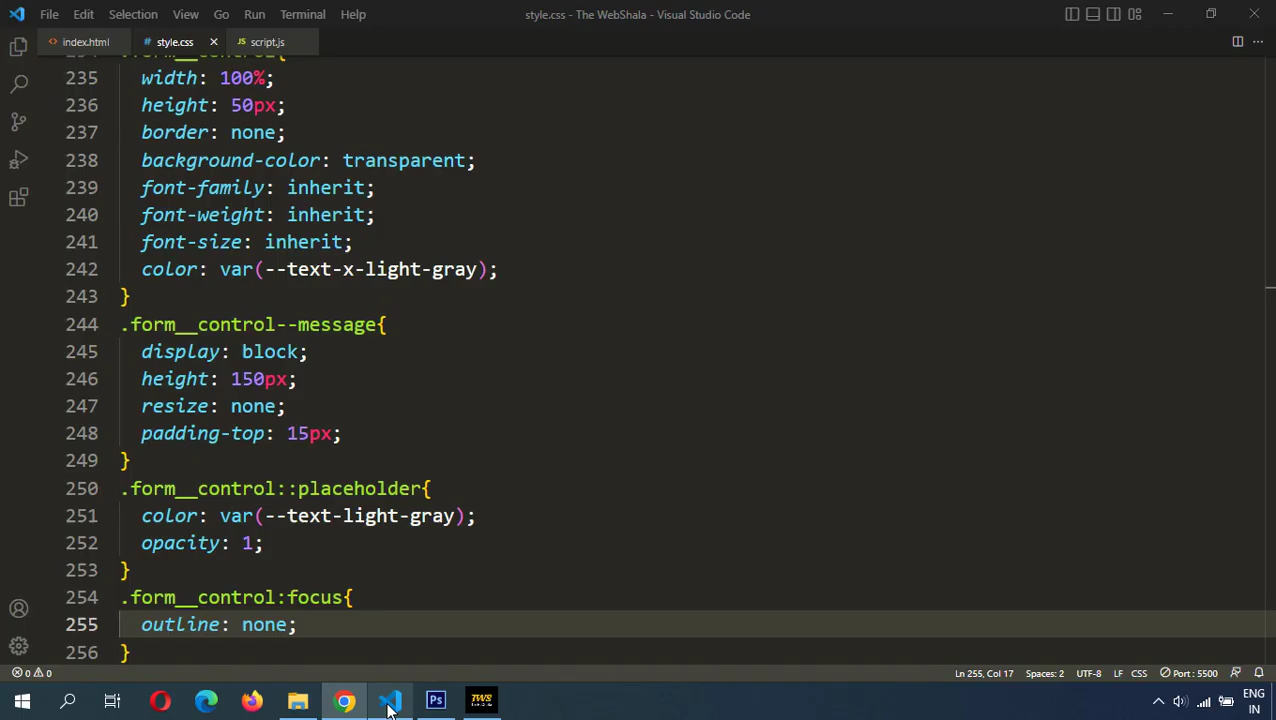 File Edit Selection View Go Run Terminal Help style.css - The WebShala - Visual Studio Code
index.html # style.css JS script.js
235 width: 100%;
236 height: 50px;
237 border: none;
238 background-color: transparent;
239 font-family: inherit;
240 font-weight: inherit;
241 font-size: inherit;
242 color: var(--text-x-light-gray);
243 }
244 .form__control--message{
245 display: block;
246 height: 150px;
247 resize: none;
248 padding-top: 15px;
249 }
250 .form__control::placeholder{
251 color: var(--text-light-gray);
252 opacity: 1;
253 }
254 .form__control:focus{
255 outline: none;
256 }
0 0 Ln 255, Col 17 Spaces: 2 UTF-8 LF CSS Port : 5500
Ps TWS ENG
IN